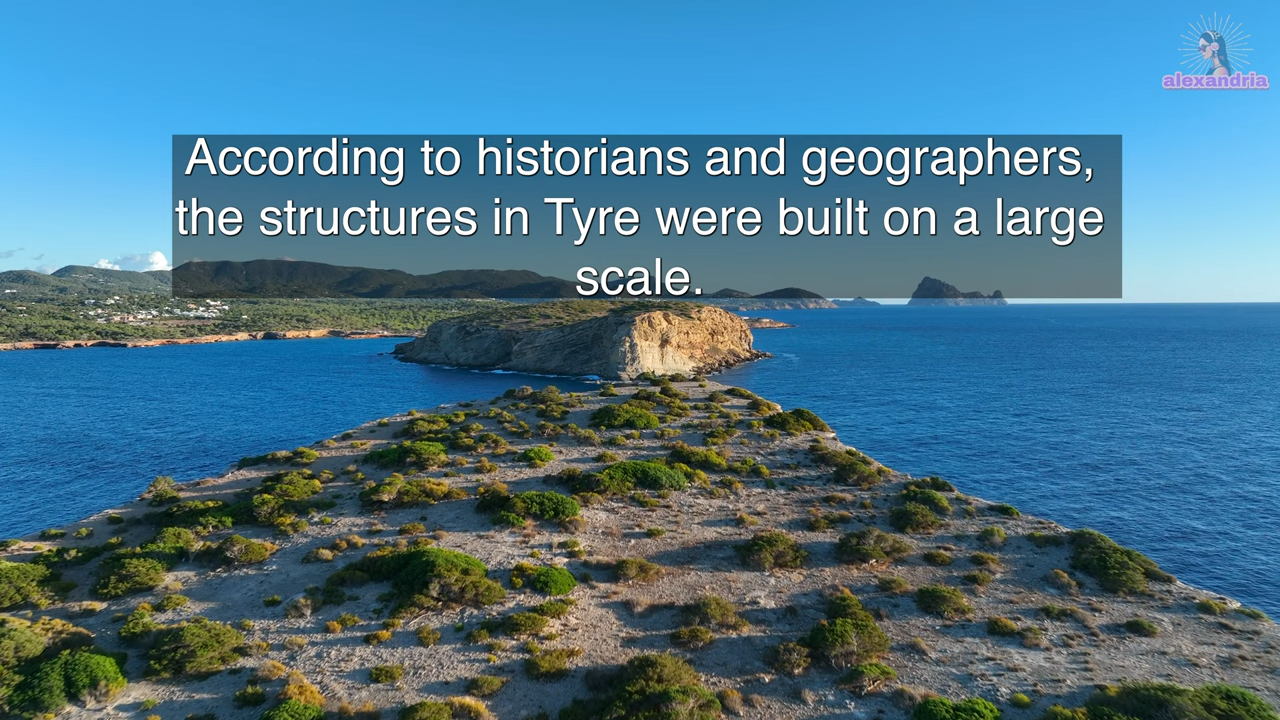 alexandria
According to historians and geographers,
the structures in Tyre were built on a large
scale.